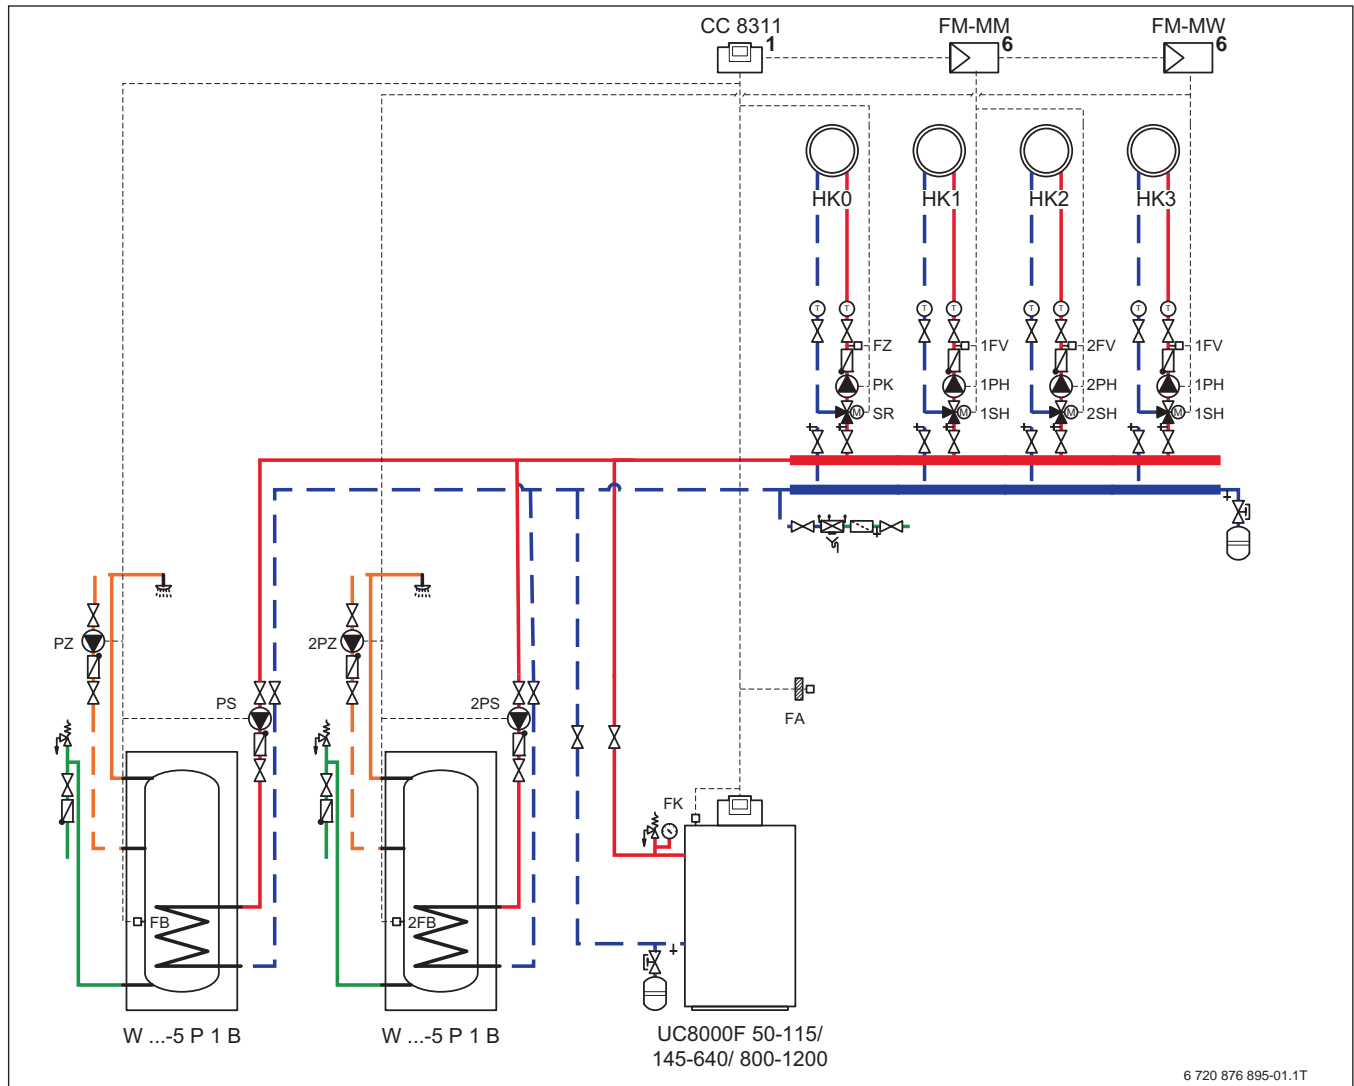 CC 8311
1
FM-MM
6
FM-MW
6
HK0
HK1
HK2
HK3
T
T
T
T
T
T
T
T
FZ
1FV
2FV
1FV
PK
1PH
2PH
1PH
M
SR
M
1SH
M
2SH
M
1SH
PZ
2PZ
PS
2PS
FA
FK
FB
2FB
W ...-5 P 1 B
W ...-5 P 1 B
UC8000F 50-115/
145-640/ 800-1200
6 720 876 895-01.1T